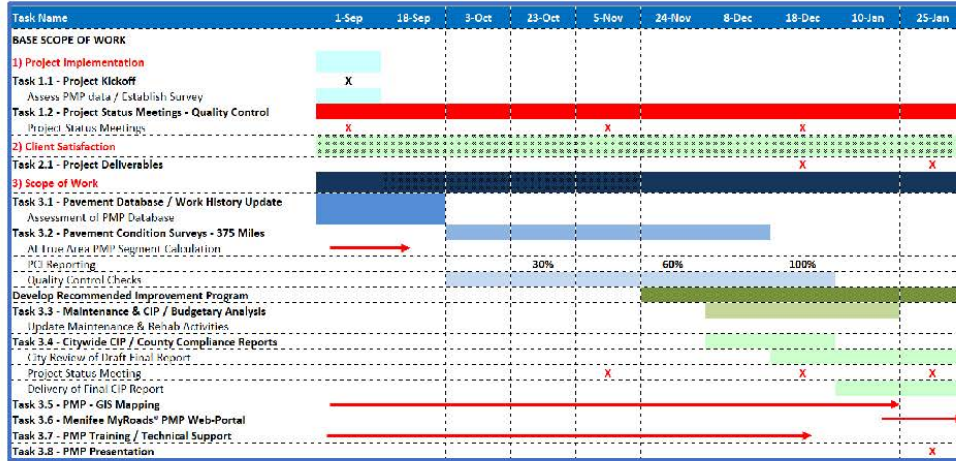 Task Name 1-Sep 18-Sep 3-Oct 23-Oct 5-Nov 24-Nov 8-Dec 18-Dec 10-Jan 25-Jan
BASE SCOPE OF WORK
1) Project Implementation
Task 1.1 - Project Kickoff X
Assess PMP data / Establish Survey
Task 1.2 - Project Status Meetings - Quality Control
Project Status Meetings X X X
2) Client Satisfaction
Task 2.1 - Project Deliverables X X
3) Scope of Work
Task 3.1 - Pavement Database / Work History Update
Assessment of PMP Database
Task 3.2 - Pavement Condition Surveys - 375 Miles
True Area PMP Segment Calculation
PCI Reporting 30% 60% 100%
Quality Control Checks
Develop Recommended Improvement Program
Task 3.3 - Maintenance & CIP / Budgetary Analysis
Update Maintenance & Rehab Activities
Task 3.4 - Citywide CIP / County Compliance Reports
City Review of Draft Final Report
Project Status Meeting X X X
Delivery of Final CIP Report
Task 3.5 - PMP - GIS Mapping
Task 3.6 - Menifee MyRoads® PMP Web-Portal
Task 3.7 - PMP Training / Technical Support
Task 3.8 - PMP Presentation X